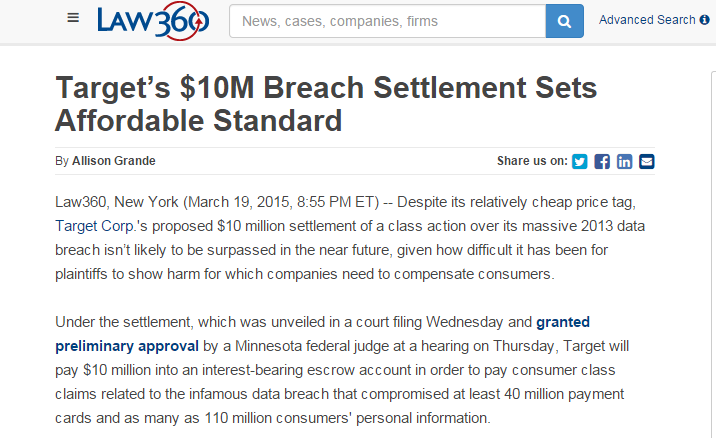 LAW360
News, cases, companies, firms
Advanced Search
Target’s $10M Breach Settlement Sets
Affordable Standard
By Allison Grande
Share us on:
Law360, New York (March 19, 2015, 8:55 PM ET) -- Despite its relatively cheap price tag,
Target Corp.'s proposed $10 million settlement of a class action over its massive 2013 data
breach isn’t likely to be surpassed in the near future, given how difficult it has been for
plaintiffs to show harm for which companies need to compensate consumers.
Under the settlement, which was unveiled in a court filing Wednesday and granted
preliminary approval by a Minnesota federal judge at a hearing on Thursday, Target will
pay $10 million into an interest-bearing escrow account in order to pay consumer class
claims related to the infamous data breach that compromised at least 40 million payment
cards and as many as 110 million consumers' personal information.